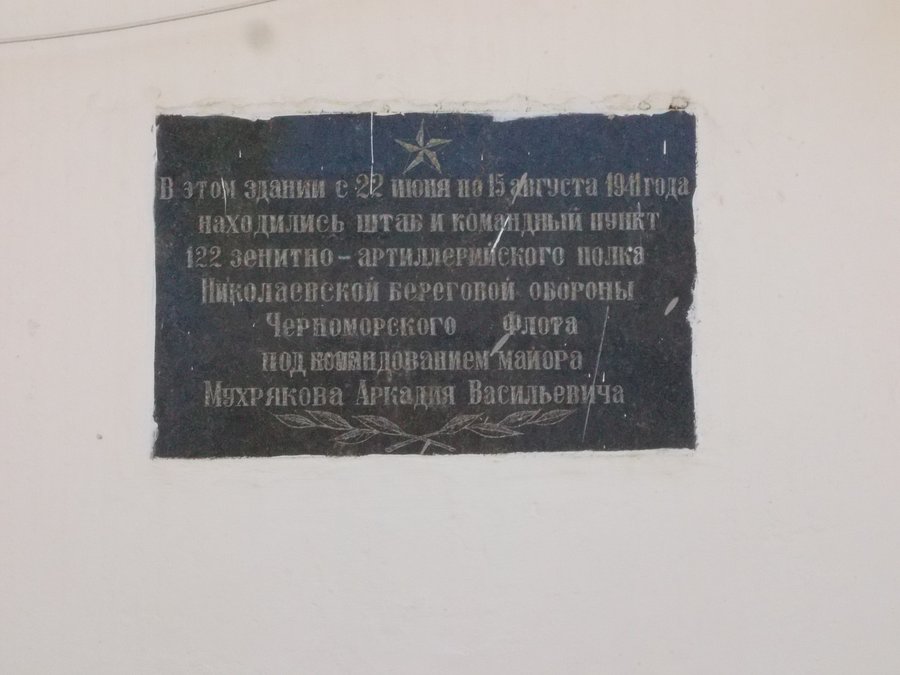 В этом здании с 22 июня по 15 августа 1941 года
находились штаб и командный пункт
122 зенитно-артиллерийского полка
Николаевской береговой обороны
Черноморского Флота
под командованием майора
Мухрякова Аркадия Васильевича